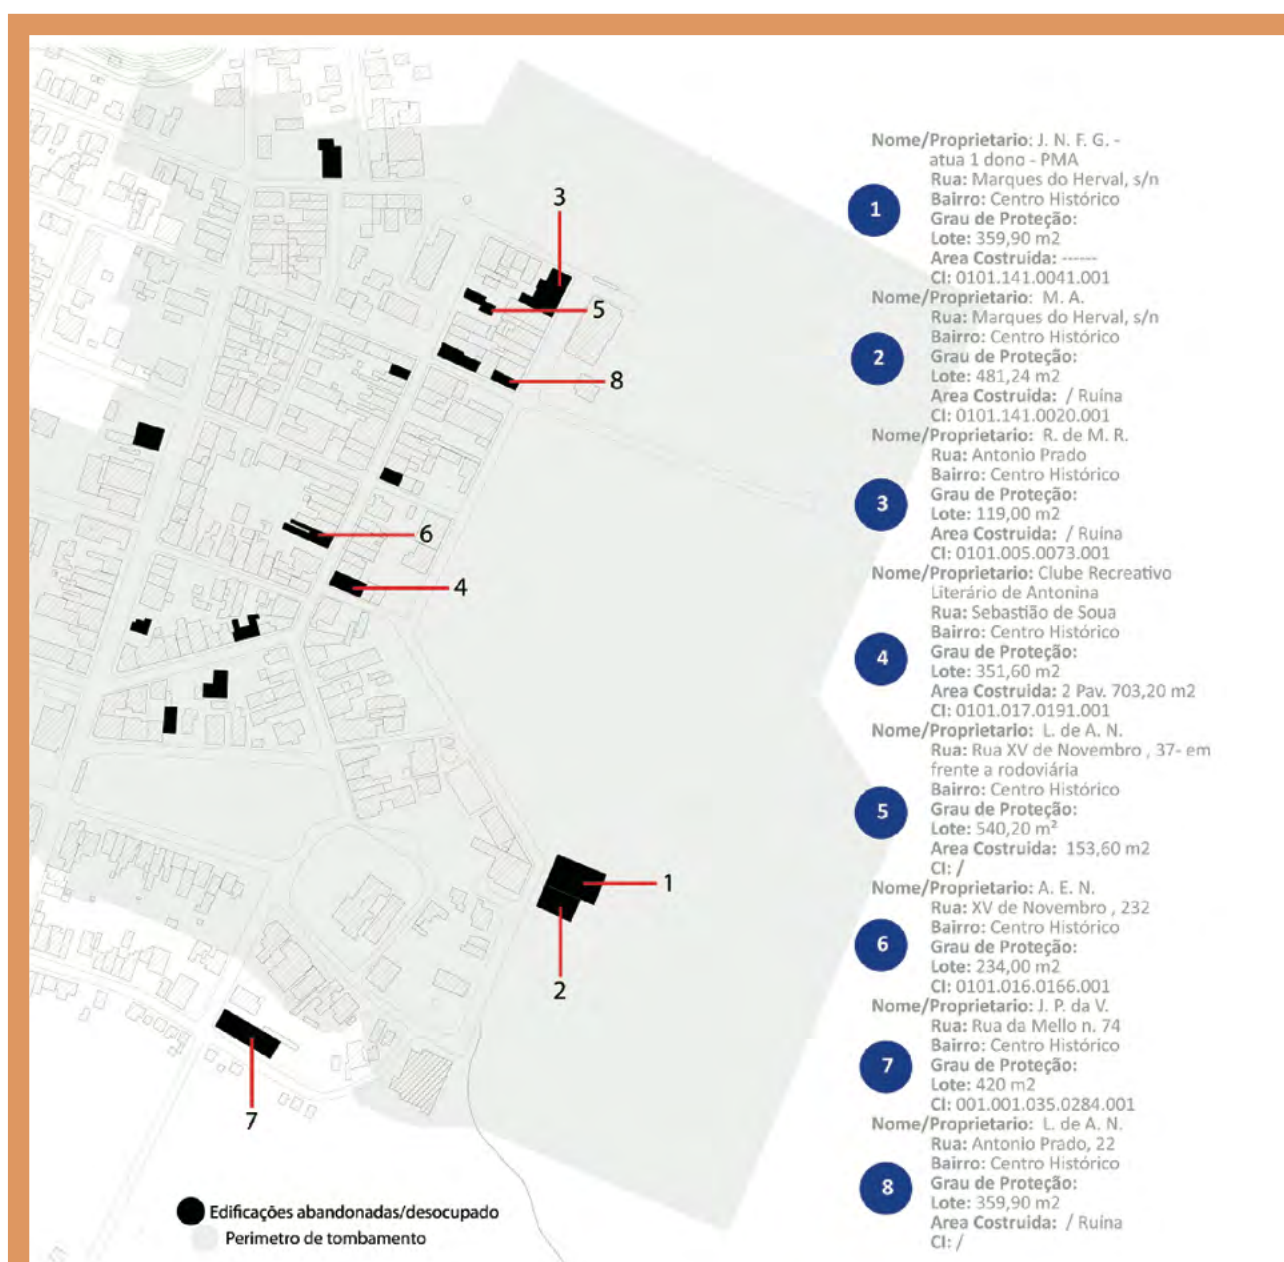 3
5
8
6
4
1
2
7
Edificações abandonadas/desocupado
Perimetro de tombamento
1
Nome/Proprietario: J. N. F. G. -
atua 1 dono - PMA
Rua: Marques do Herval, s/n
Bairro: Centro Histórico
Grau de Proteção:
Lote: 359,90 m2
Area Costruida: ------
CI: 0101.141.0041.001
2
Nome/Proprietario: M. A.
Rua: Marques do Herval, s/n
Bairro: Centro Histórico
Grau de Proteção:
Lote: 481,24 m2
Area Costruida: / Ruina
CI: 0101.141.0020.001
3
Nome/Proprietario: R. de M. R.
Rua: Antonio Prado
Bairro: Centro Histórico
Grau de Proteção:
Lote: 119,00 m2
Area Costruida: / Ruina
CI: 0101.005.0073.001
4
Nome/Proprietario: Clube Recreativo
Literário de Antonina
Rua: Sebastião de Soua
Bairro: Centro Histórico
Grau de Proteção:
Lote: 351,60 m2
Area Costruida: 2 Pav. 703,20 m2
CI: 0101.017.0191.001
5
Nome/Proprietario: L. de A. N.
Rua: Rua XV de Novembro , 37- em
frente a rodoviária
Bairro: Centro Histórico
Grau de Proteção:
Lote: 540,20 m²
Area Costruida: 153,60 m2
CI: /
6
Nome/Proprietario: A. E. N.
Rua: XV de Novembro , 232
Bairro: Centro Histórico
Grau de Proteção:
Lote: 234,00 m2
CI: 0101.016.0166.001
7
Nome/Proprietario: J. P. da V.
Rua: Rua da Mello n. 74
Bairro: Centro Histórico
Grau de Proteção:
Lote: 420 m2
CI: 001.001.035.0284.001
8
Nome/Proprietario: L. de A. N.
Rua: Antonio Prado, 22
Bairro: Centro Histórico
Grau de Proteção:
Lote: 359,90 m2
Area Costruida: / Ruina
CI: /